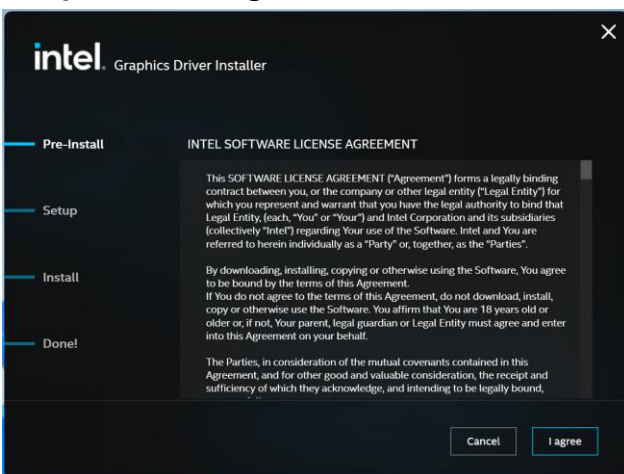 intel. Graphics Driver Installer
Pre-Install
INTEL SOFTWARE LICENSE AGREEMENT
This SOFTWARE LICENSE AGREEMENT ("Agreement") forms a legally binding
contract between you, or the company or other legal entity ("Legal Entity") for
which you represent and warrant that you have the legal authority to bind that
Legal Entity, (each, "You" or "Your") and Intel Corporation and its subsidiaries
(collectively "Intel") regarding Your use of the Software. Intel and You are
referred to herein individually as a "Party" or, together, as the "Parties".
By downloading, installing, copying or otherwise using the Software, You agree
to be bound by the terms of this Agreement.
If You do not agree to the terms of this Agreement, do not download, install,
copy or otherwise use the Software. You affirm that You are 18 years old or
older or, if not, Your parent, legal guardian or Legal Entity must agree and enter
into this Agreement on your behalf.
The Parties, in consideration of the mutual covenants contained in this
Agreement, and for other good and valuable consideration, the receipt and
sufficiency of which they acknowledge, and intending to be legally bound,
Setup
Install
Done!
Cancel
I agree